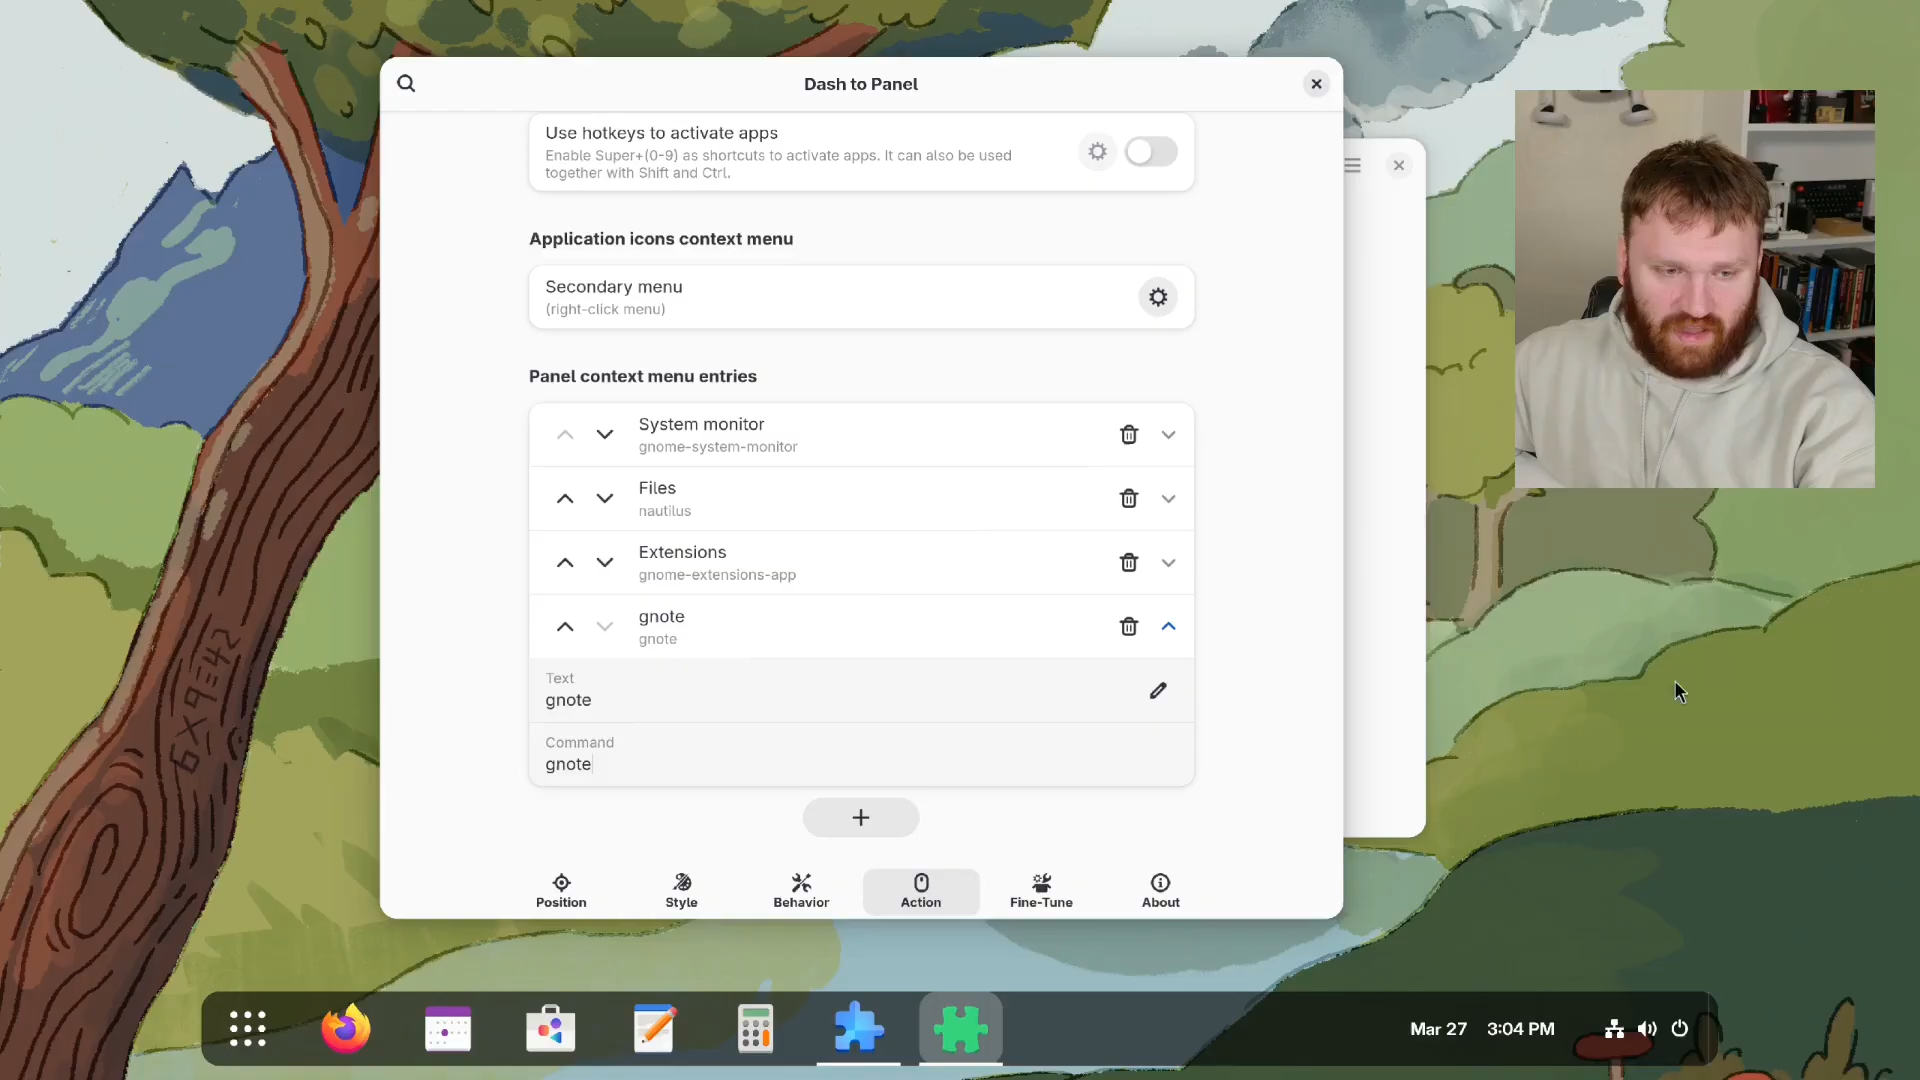 Dash to Panel
Use hotkeys to activate apps
Enable Super+(0-9) as shortcuts to activate apps. It can also be used
together with Shift and Ctrl.
Application icons context menu
Secondary menu
(right-click menu)
Panel context menu entries
System monitor
gnome-system-monitor
Files
nautilus
Extensions
gnome-extensions-app
gnote
gnote
Text
gnote
Command
gnote
Position
Style
Behavior
Action
Fine-Tune
About
6×9=42
Mar 27 3:04 PM